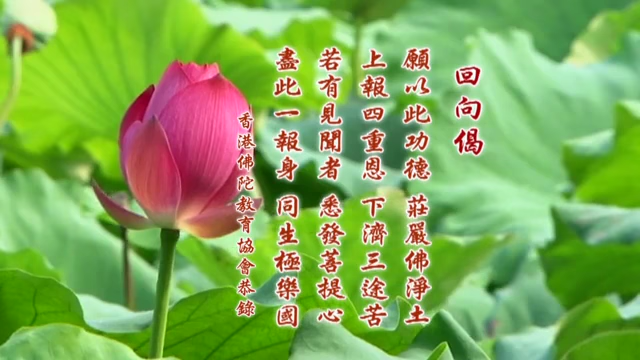 回向偈
願以此功德 莊嚴佛淨土
上報四重恩 下濟三途苦
若有見聞者 悉發菩提心
盡此一報身 同生極樂國
香港佛陀教育協會恭錄